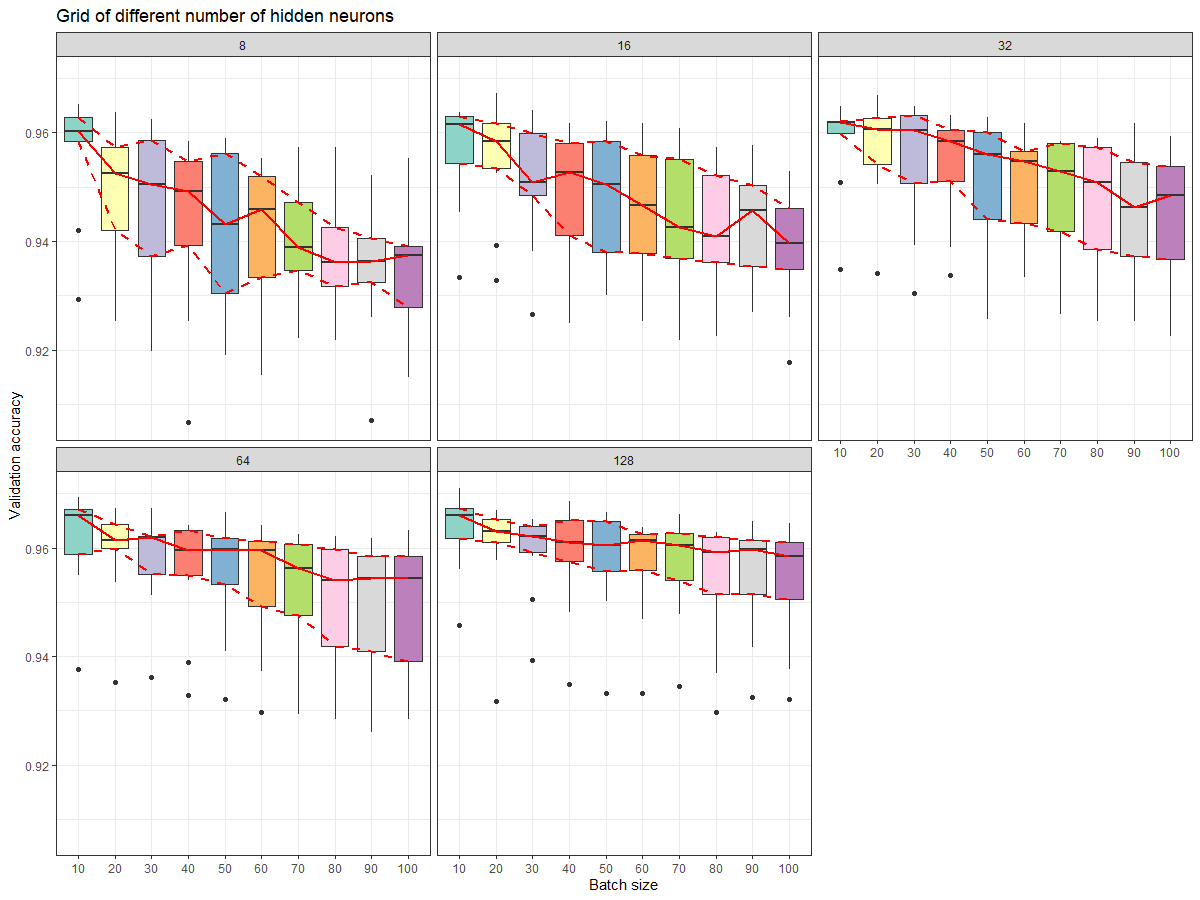 Grid of different number of hidden neurons
8
16
32
0.96
0.94
0.92
10 20 30 40 50 60 70 80 90 100
64
128
0.96
0.94
0.92
10 20 30 40 50 60 70 80 90 100
10 20 30 40 50 60 70 80 90 100
Batch size
Validation accuracy